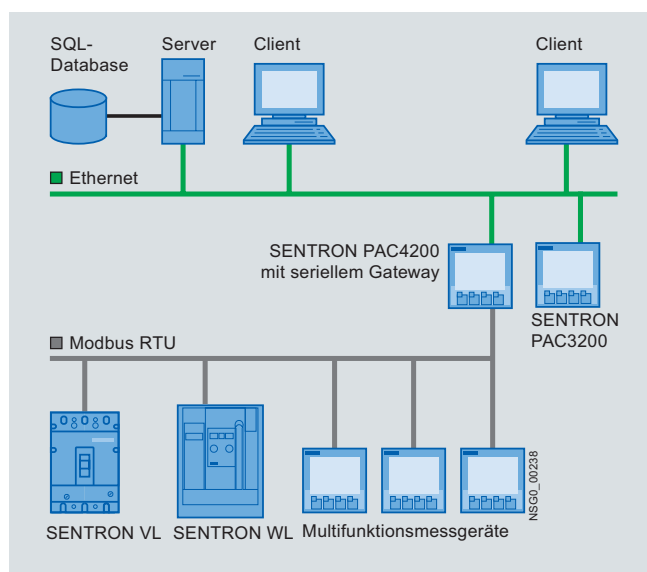 SQL-
Database
Server
Client
Client
Ethernet
SENTRON PAC4200
mit seriellem Gateway
SENTRON
PAC3200
Modbus RTU
NSG0_00238
SENTRON VL
SENTRON WL
Multifunktionsmessgeräte